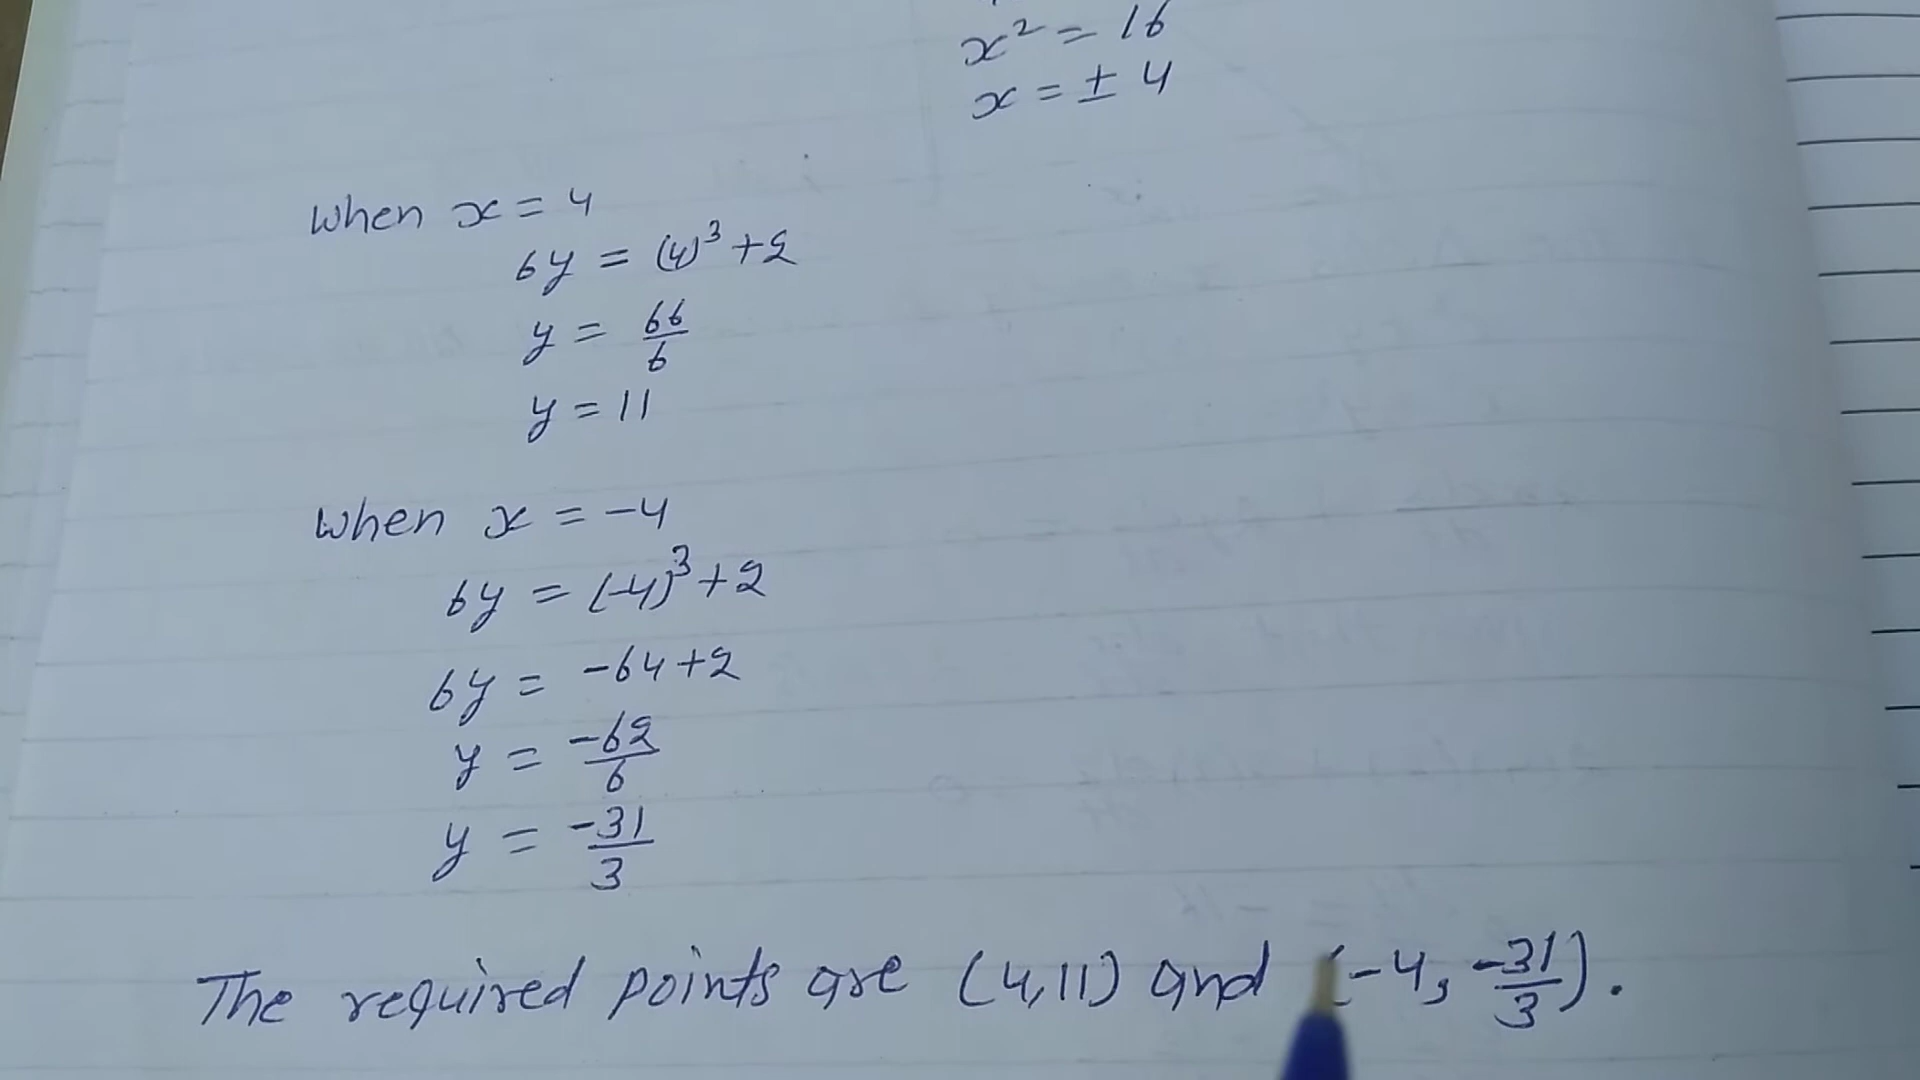 x² = 16
x = ± 4
When x = 4
6y = (4)³ + 2
y = 66/6
y = 11
When x = -4
6y = (-4)³ + 2
6y = -64 + 2
y = -62/6
y = -31/3
The required points are (4, 11) and (-4, -31/3).